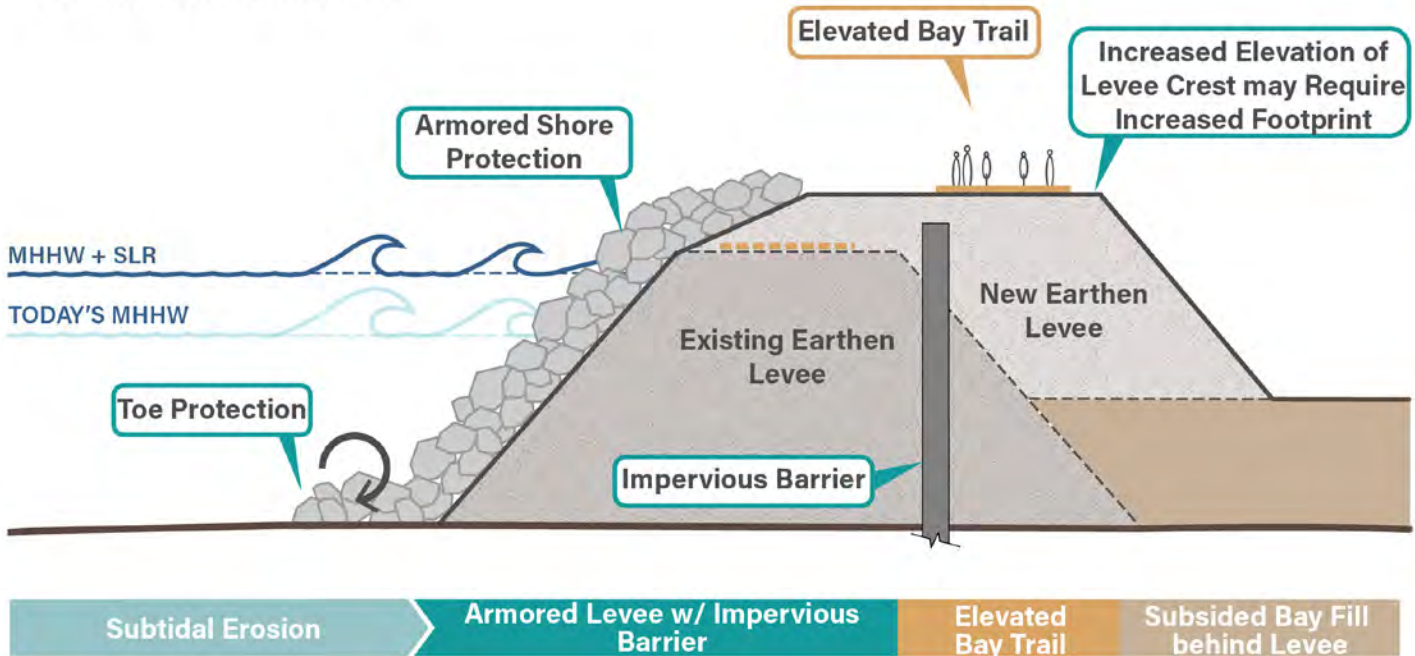 Elevated Bay Trail
Increased Elevation of
Levee Crest may Require
Increased Footprint
Armored Shore
Protection
MHHW + SLR
TODAY'S MHHW
New Earthen
Levee
Existing Earthen
Levee
Toe Protection
Impervious Barrier
Subtidal Erosion
Armored Levee w/ Impervious
Barrier
Elevated
Bay Trail
Subsided Bay Fill
behind Levee